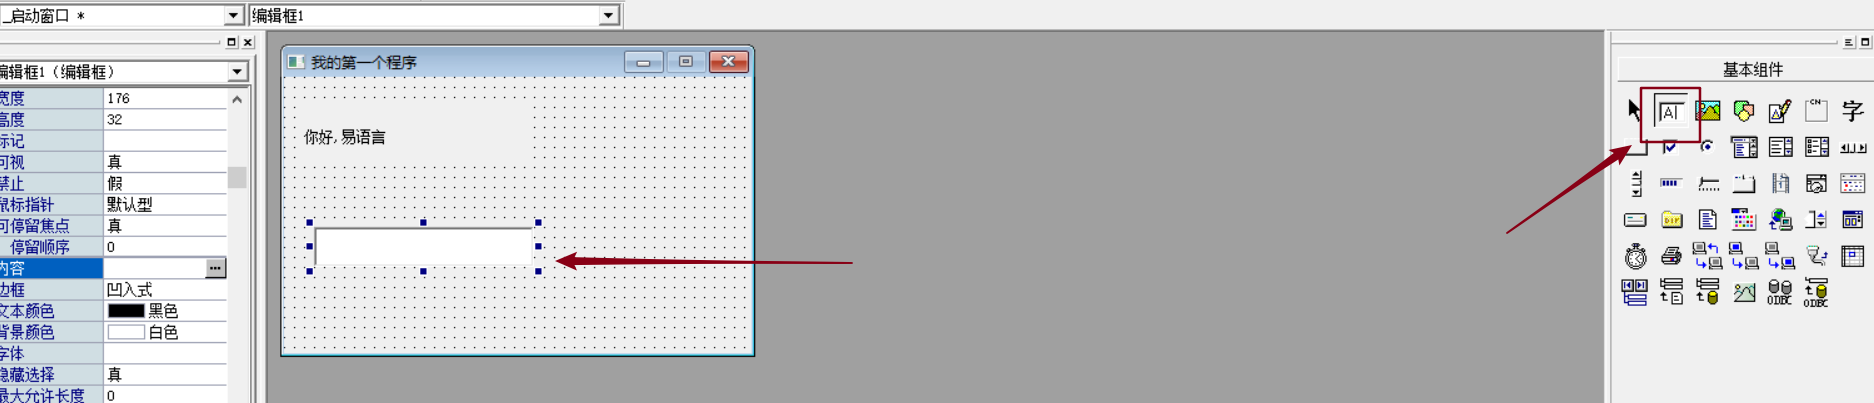 _启动窗口 *
编辑框1
编辑框1（编辑框）
宽度 176
高度 32
标记
可视 真
禁止 假
鼠标指针 默认型
可停留焦点 真
停留顺序 0
内容 ...
边框 凹入式
文本颜色 黑色
背景颜色 白色
字体
隐藏选择 真
最大允许长度 0
我的第一个程序
你好,易语言
基本组件
A
CN
字
DIR
ODBC
ODBC